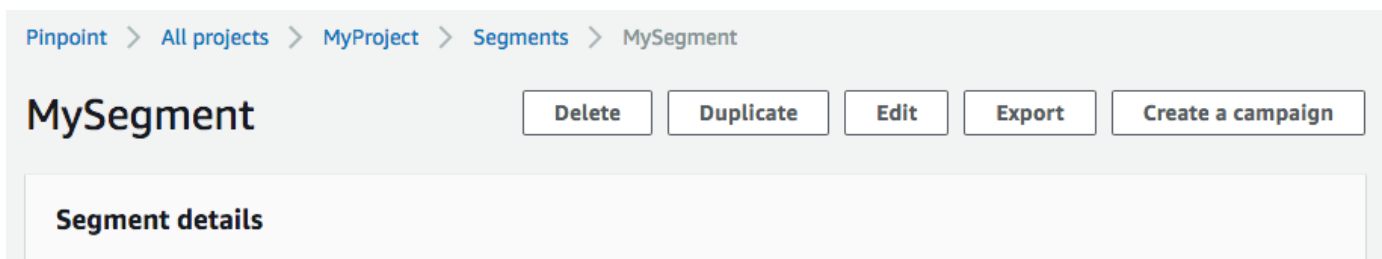 Pinpoint > All projects > MyProject > Segments > MySegment
MySegment Delete Duplicate Edit Export Create a campaign
Segment details